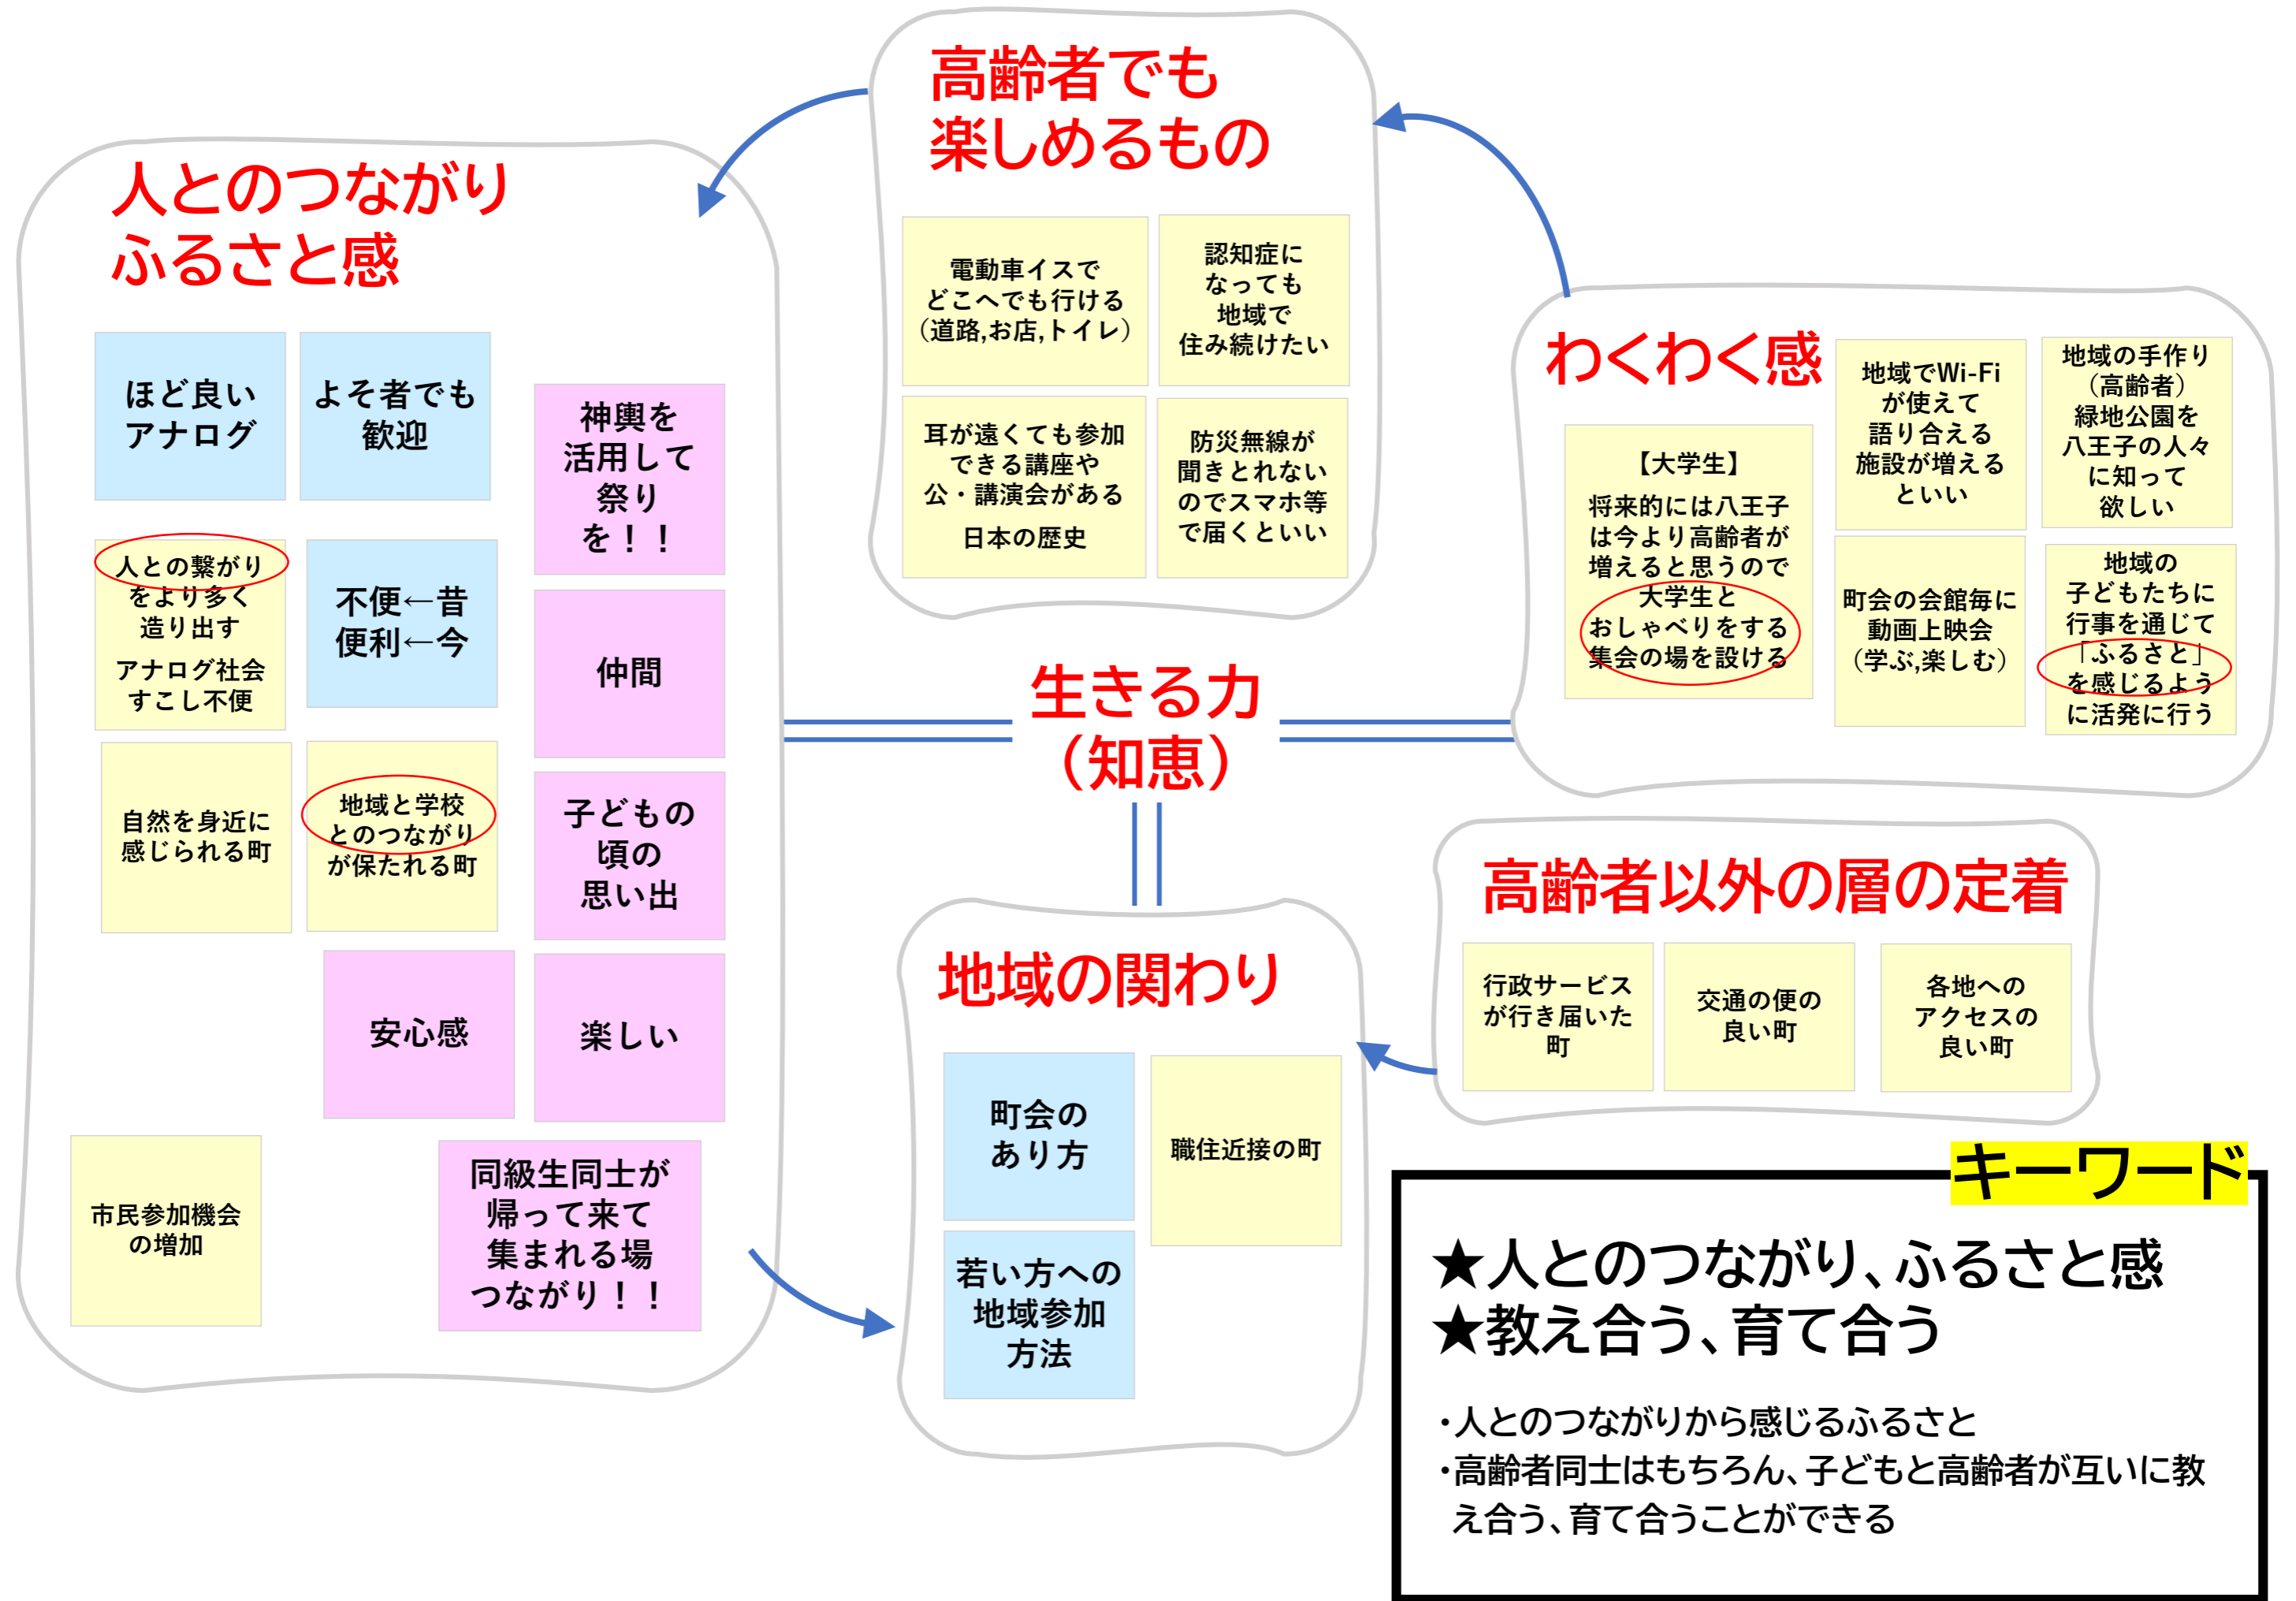 高齢者でも
楽しめるもの
電動車イスで
どこへでも行ける
（道路,お店,トイレ）
認知症に
なっても
地域で
住み続けたい
耳が遠くても参加
できる講座や
公・講演会がある
日本の歴史
防災無線が
聞きとれない
のでスマホ等
で届くといい
人とのつながり
ふるさと感
ほど良い
アナログ
よそ者でも
歓迎
神輿を
活用して
祭り
を！！
人との繋がり
をより多く
造り出す
アナログ社会
すこし不便
不便←昔
便利←今
仲間
自然を身近に
感じられる町
地域と学校
とのつながり
が保たれる町
子どもの
頃の
思い出
安心感
楽しい
市民参加機会
の増加
同級生同士が
帰って来て
集まれる場
つながり！！
わくわく感
【大学生】
将来的には八王子
は今より高齢者が
増えると思うので
大学生と
おしゃべりをする
集会の場を設ける
地域でWi-Fi
が使えて
語り合える
施設が増える
といい
地域の手作り
（高齢者）
緑地公園を
八王子の人々
に知って
欲しい
町会の会館毎に
動画上映会
（学ぶ,楽しむ）
地域の
子どもたちに
行事を通じて
「ふるさと」
を感じるよう
に活発に行う
生きる力
（知恵）
地域の関わり
町会の
あり方
職住近接の町
若い方への
地域参加
方法
高齢者以外の層の定着
行政サービス
が行き届いた
町
交通の便の
良い町
各地への
アクセスの
良い町
キーワード
★人とのつながり、ふるさと感
★教え合う、育て合う
・人とのつながりから感じるふるさと
・高齢者同士はもちろん、子どもと高齢者が互いに教
え合う、育て合うことができる